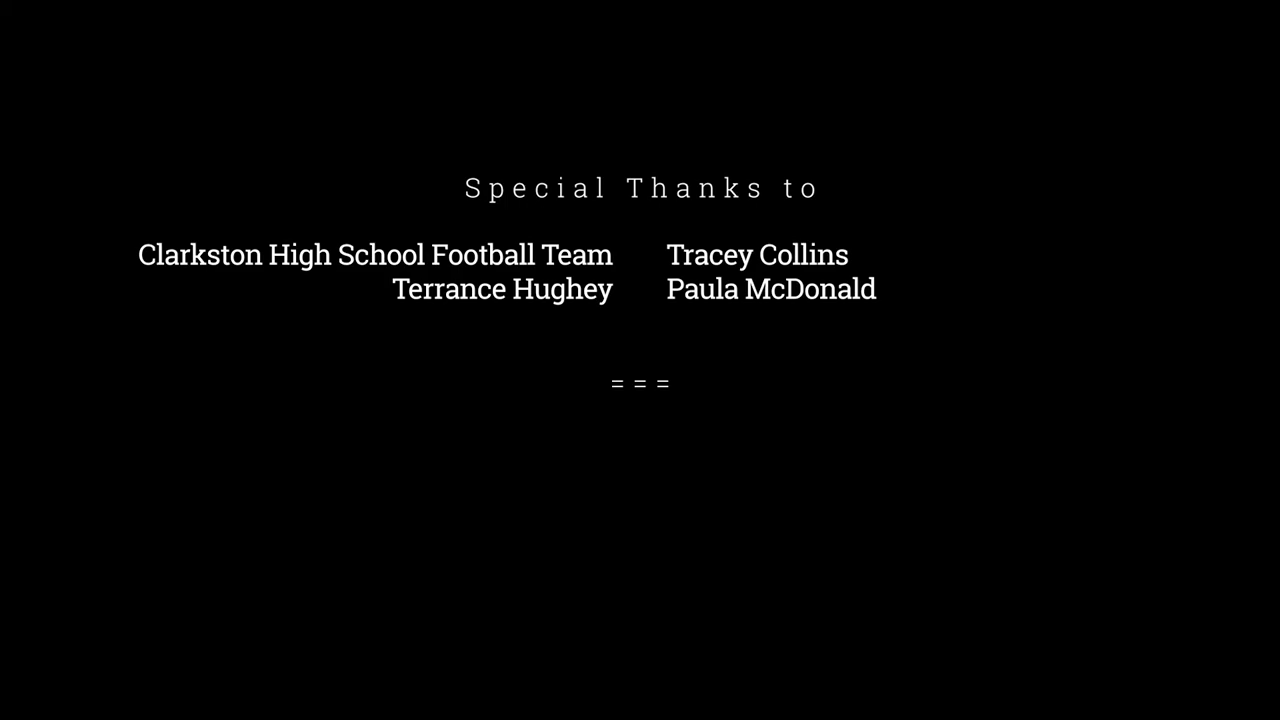 Special Thanks to
Clarkston High School Football Team Tracey Collins
Terrance Hughey Paula McDonald
===